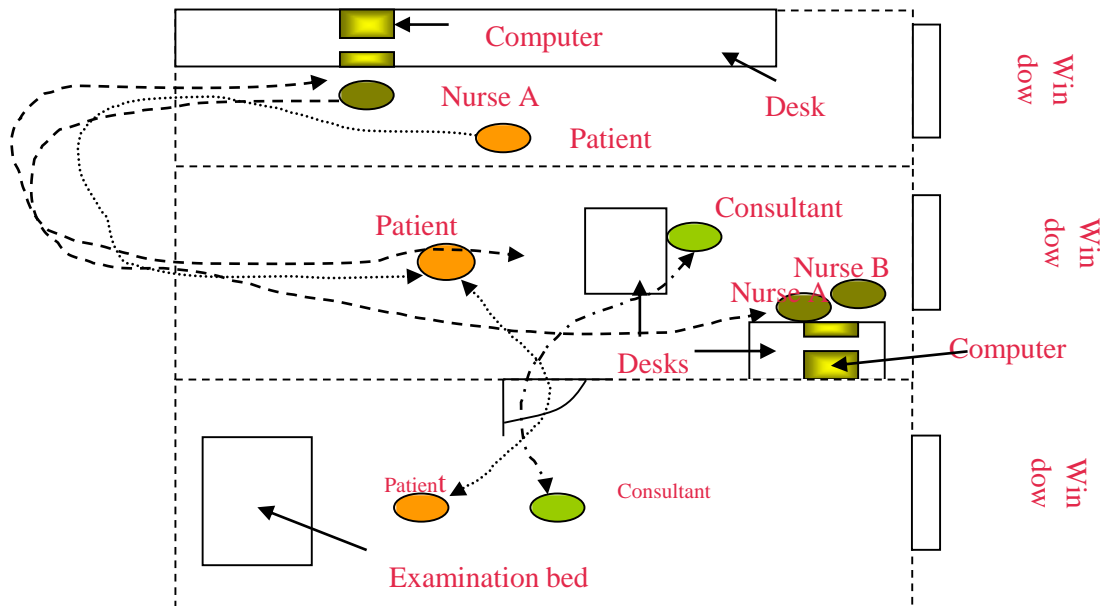 Computer
Win
dow
Nurse A
Desk
Patient
Consultant
Patient
Win
dow
Nurse B
Nurse A
Computer
Desks
Patient
Consultant
Win
dow
Examination bed